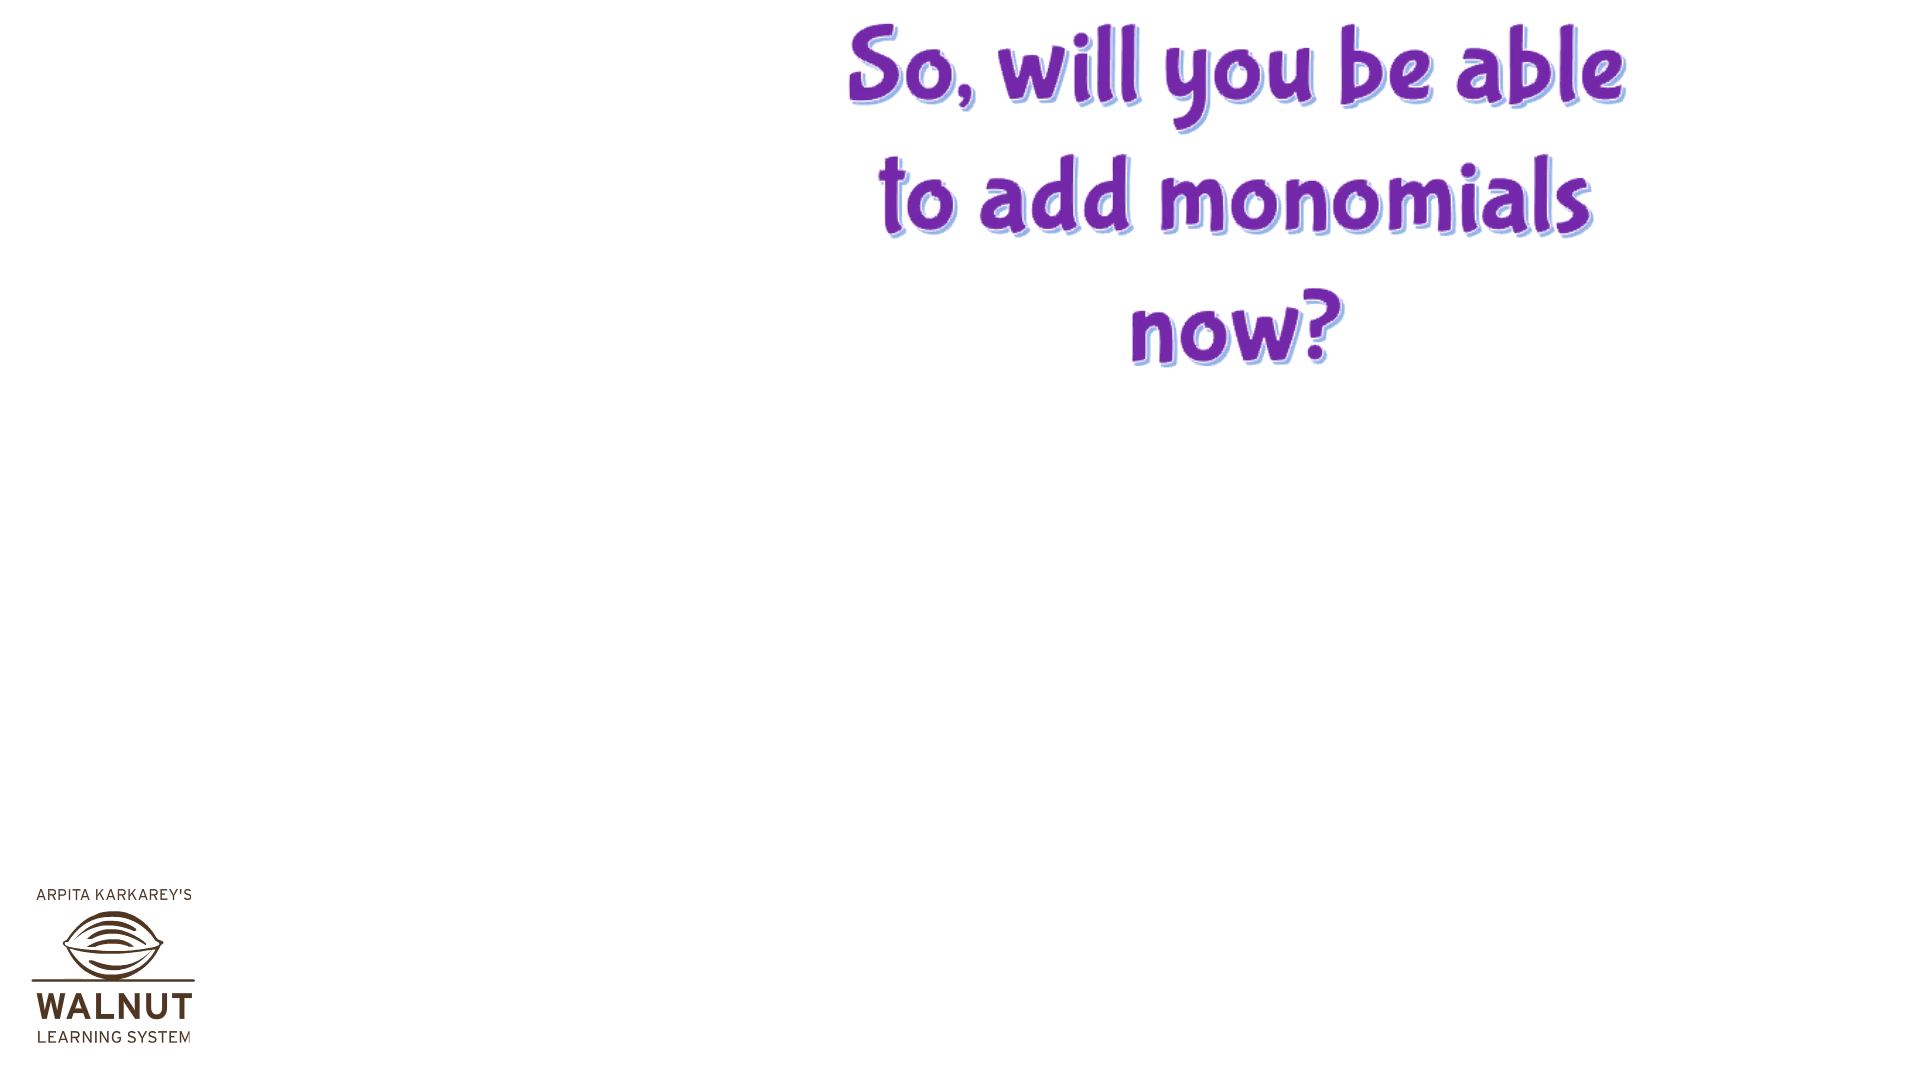 So, will you be able
to add monomials
now?
ARPITA KARKAREY'S
WALNUT
LEARNING SYSTEM